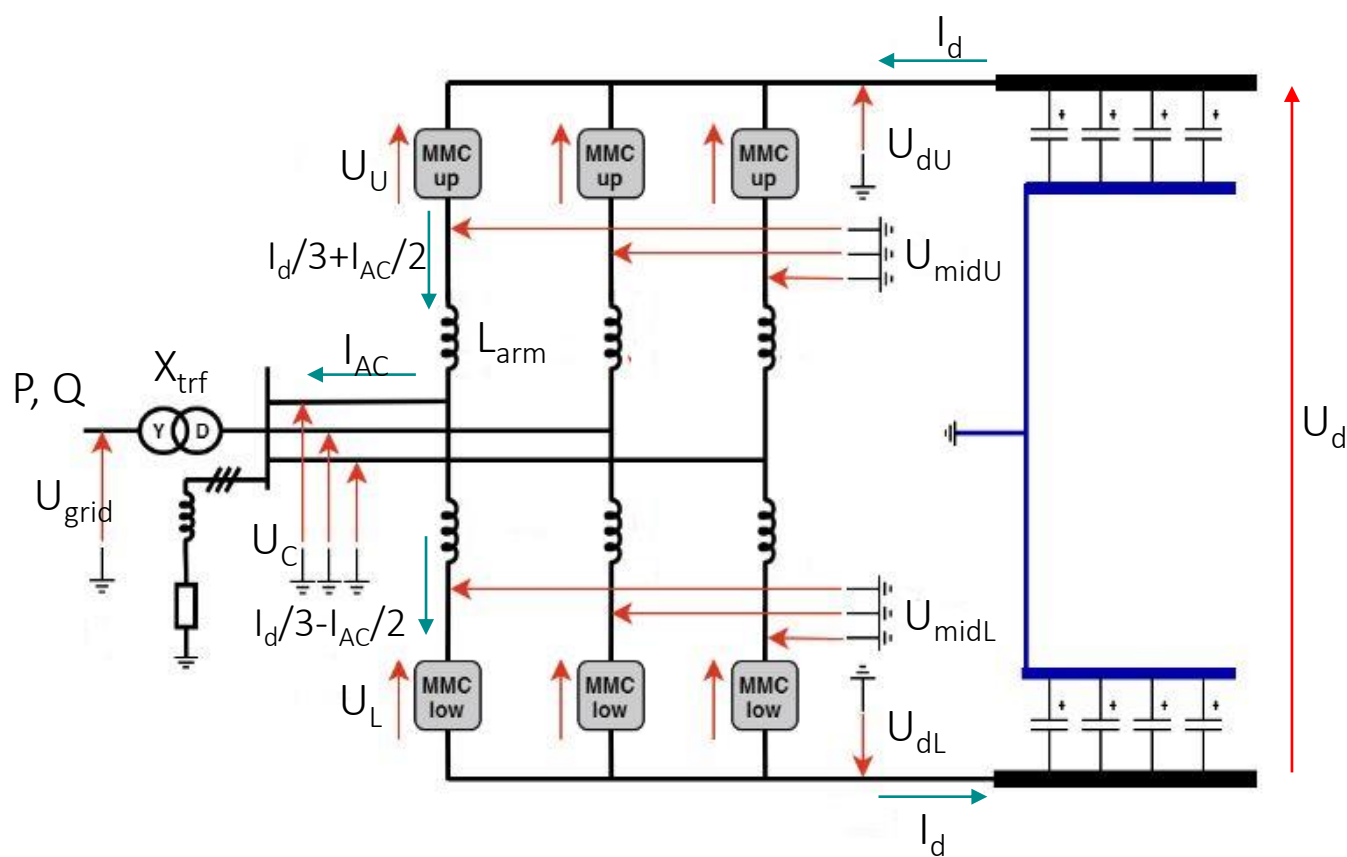 I_d
MMC up
MMC up
MMC up
U_U
U_dU
I_d/3+I_AC/2
U_midU
L_arm
I_AC
X_trf
P, Q
Y
D
U_d
U_grid
U_C
I_d/3-I_AC/2
U_midL
MMC low
MMC low
MMC low
U_L
U_dL
I_d